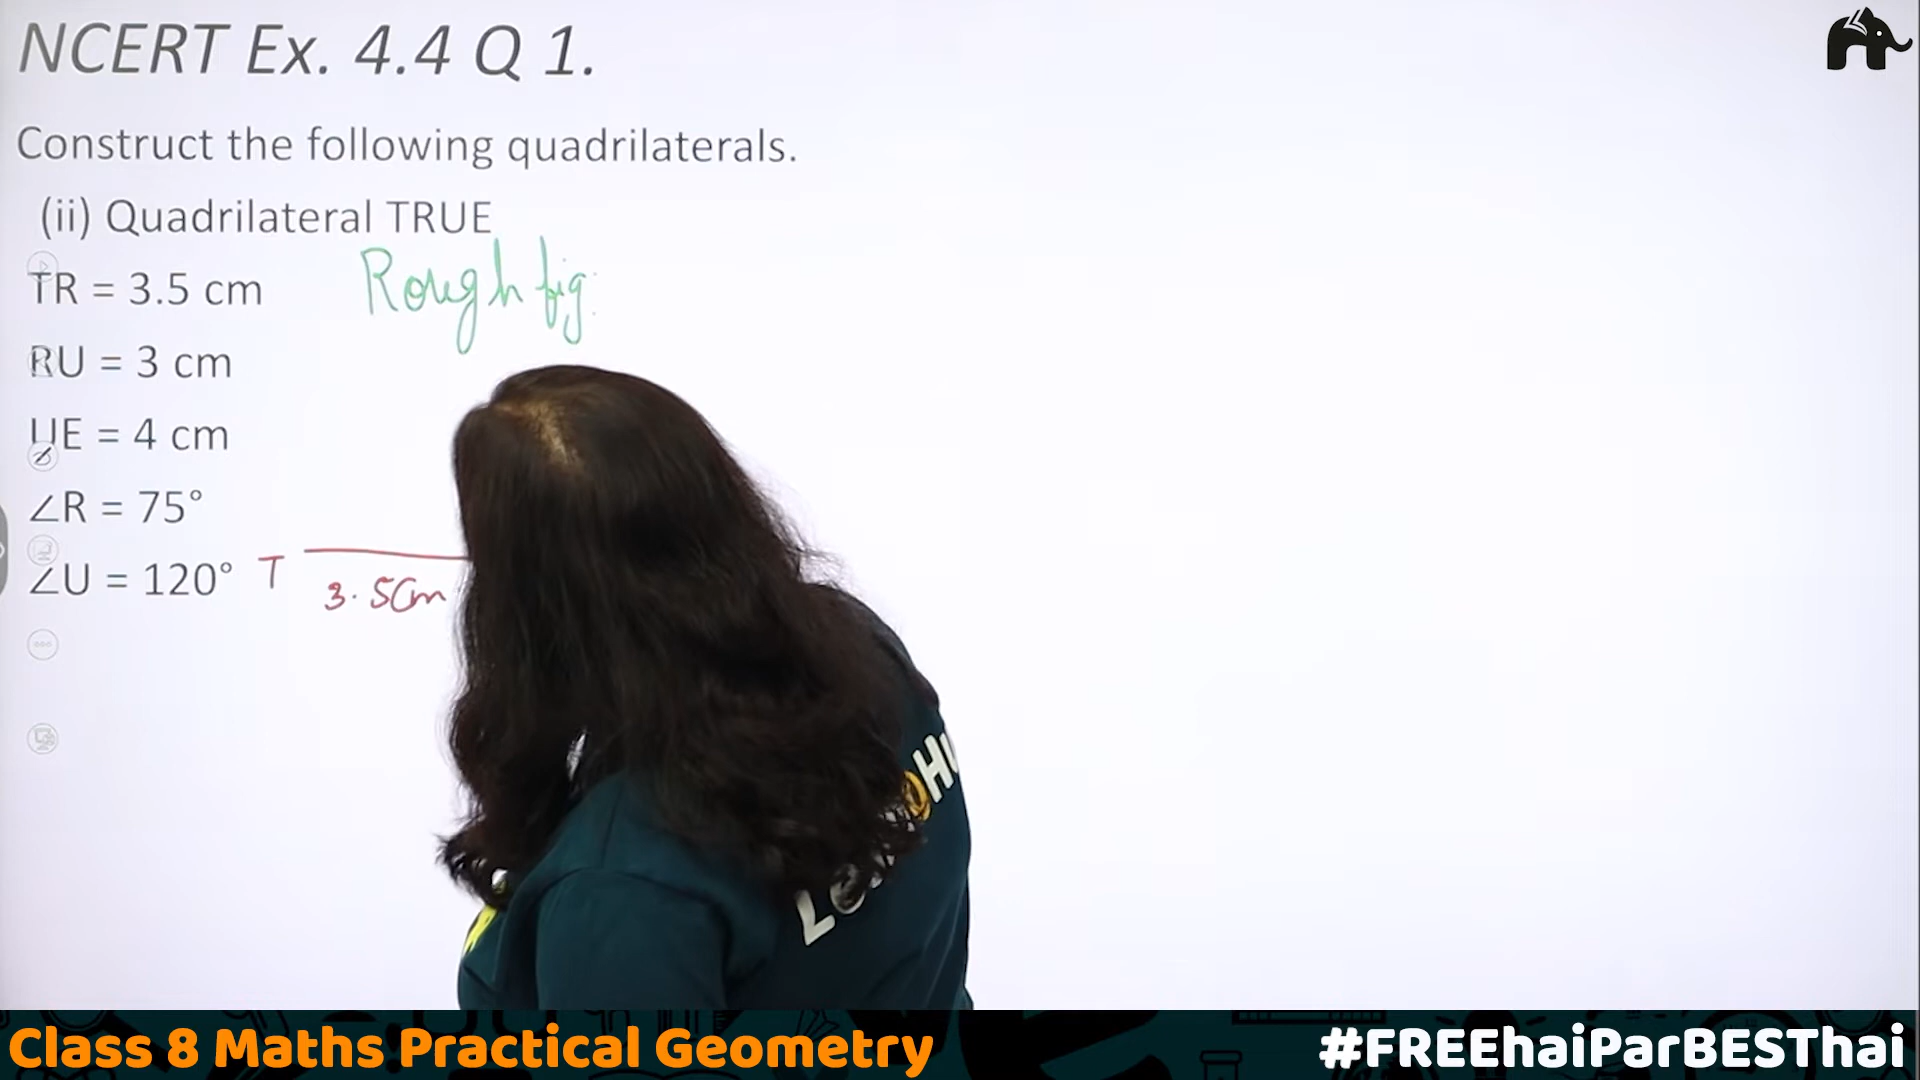 NCERT Ex. 4.4 Q 1.
Construct the following quadrilaterals.
(ii) Quadrilateral TRUE
TR = 3.5 cm
Rough fig:
RU = 3 cm
UE = 4 cm
∠R = 75°
∠U = 120°
T
3.5cm
Class 8 Maths Practical Geometry
#FREEhaiParBESThai